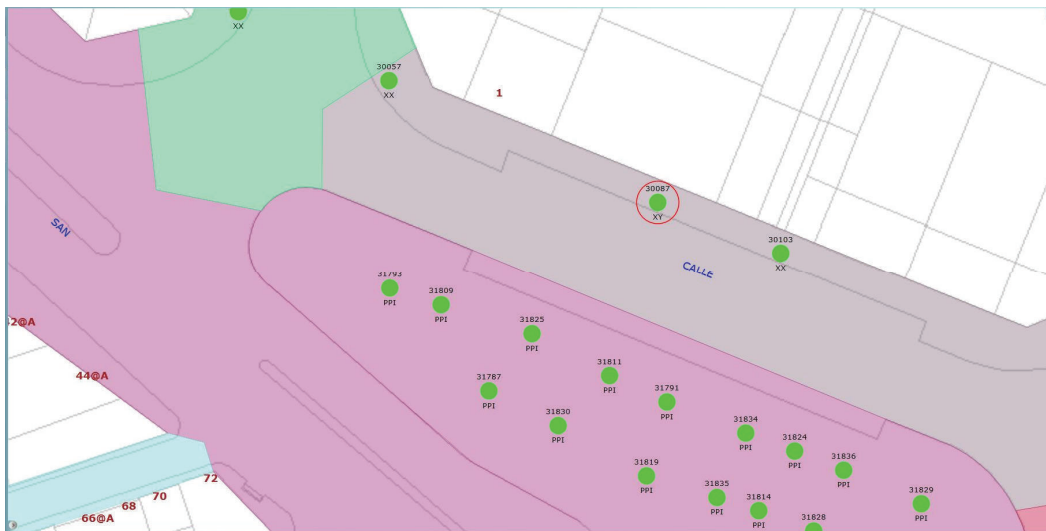 XX
30057
XX
1
30087
XY
30103
XX
SAN
CALLE
31793
PPI
31809
PPI
31825
PPI
31811
PPI
31791
PPI
31787
PPI
31830
PPI
31834
PPI
31824
PPI
31836
PPI
31819
PPI
31835
PPI
31814
PPI
31829
PPI
31828
2@A
44@A
72
70
68
66@A